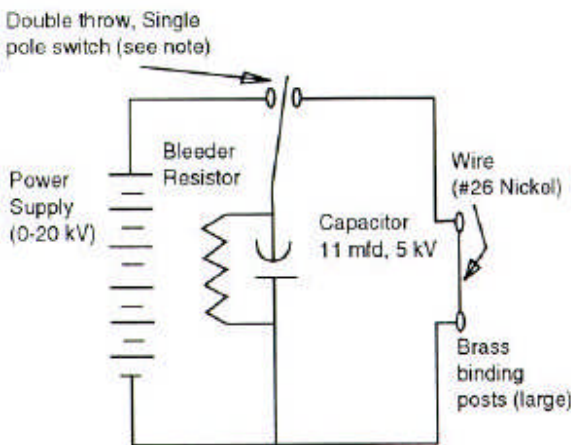 Double throw, Single
pole switch (see note)
Bleeder
Resistor
Power
Supply
(0-20 kV)
Capacitor
11 mfd, 5 kV
Wire
(#26 Nickel)
Brass
binding
posts (large)